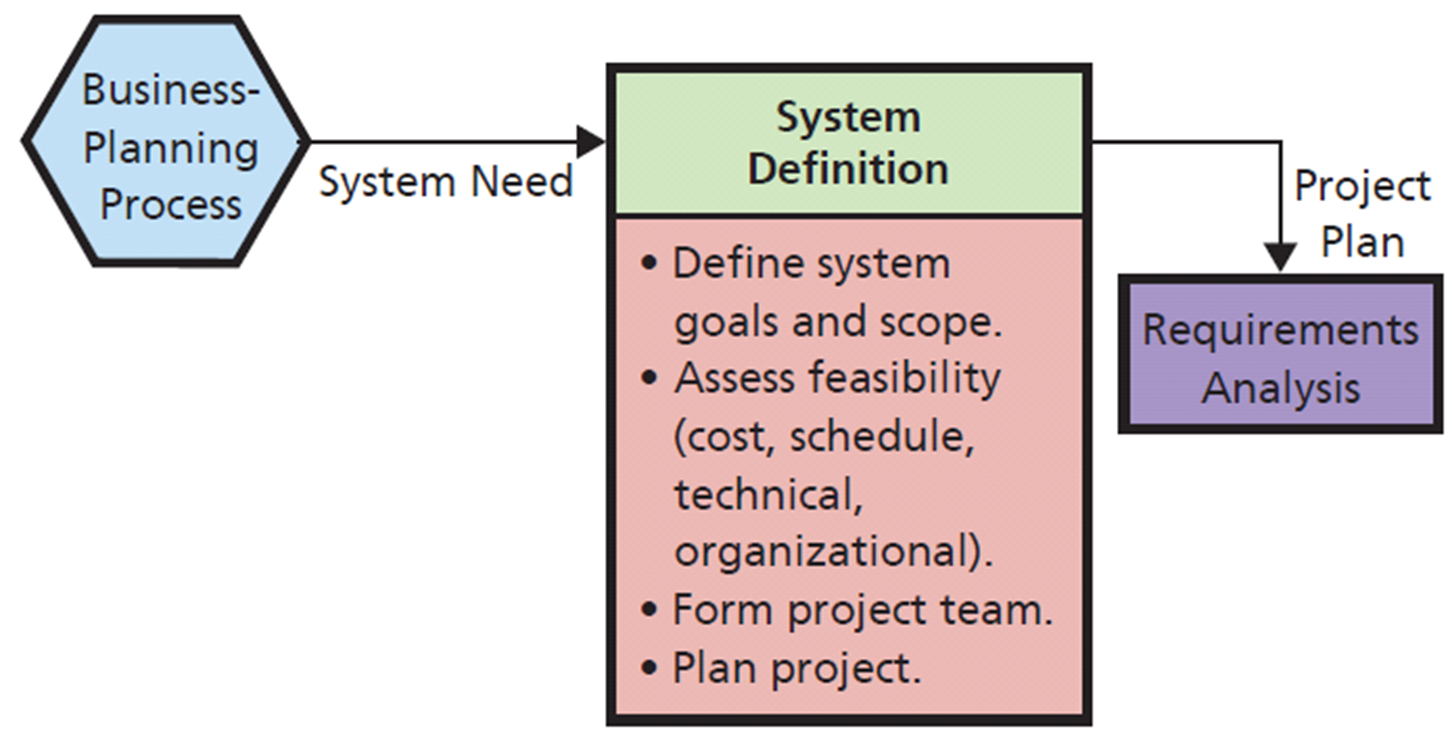 Business-
Planning
Process
System Need
System
Definition
• Define system
goals and scope.
• Assess feasibility
(cost, schedule,
technical,
organizational).
• Form project team.
• Plan project.
Project
Plan
Requirements
Analysis